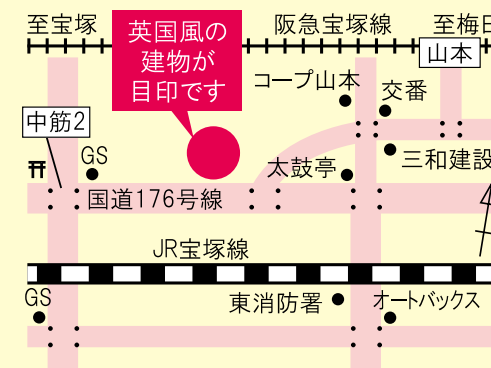 至宝塚
英国風の
建物が
目印です
阪急宝塚線
至梅田
山本
コープ山本
交番
中筋2
GS
太鼓亭
三和建設
国道176号線
JR宝塚線
GS
東消防署
オートバックス